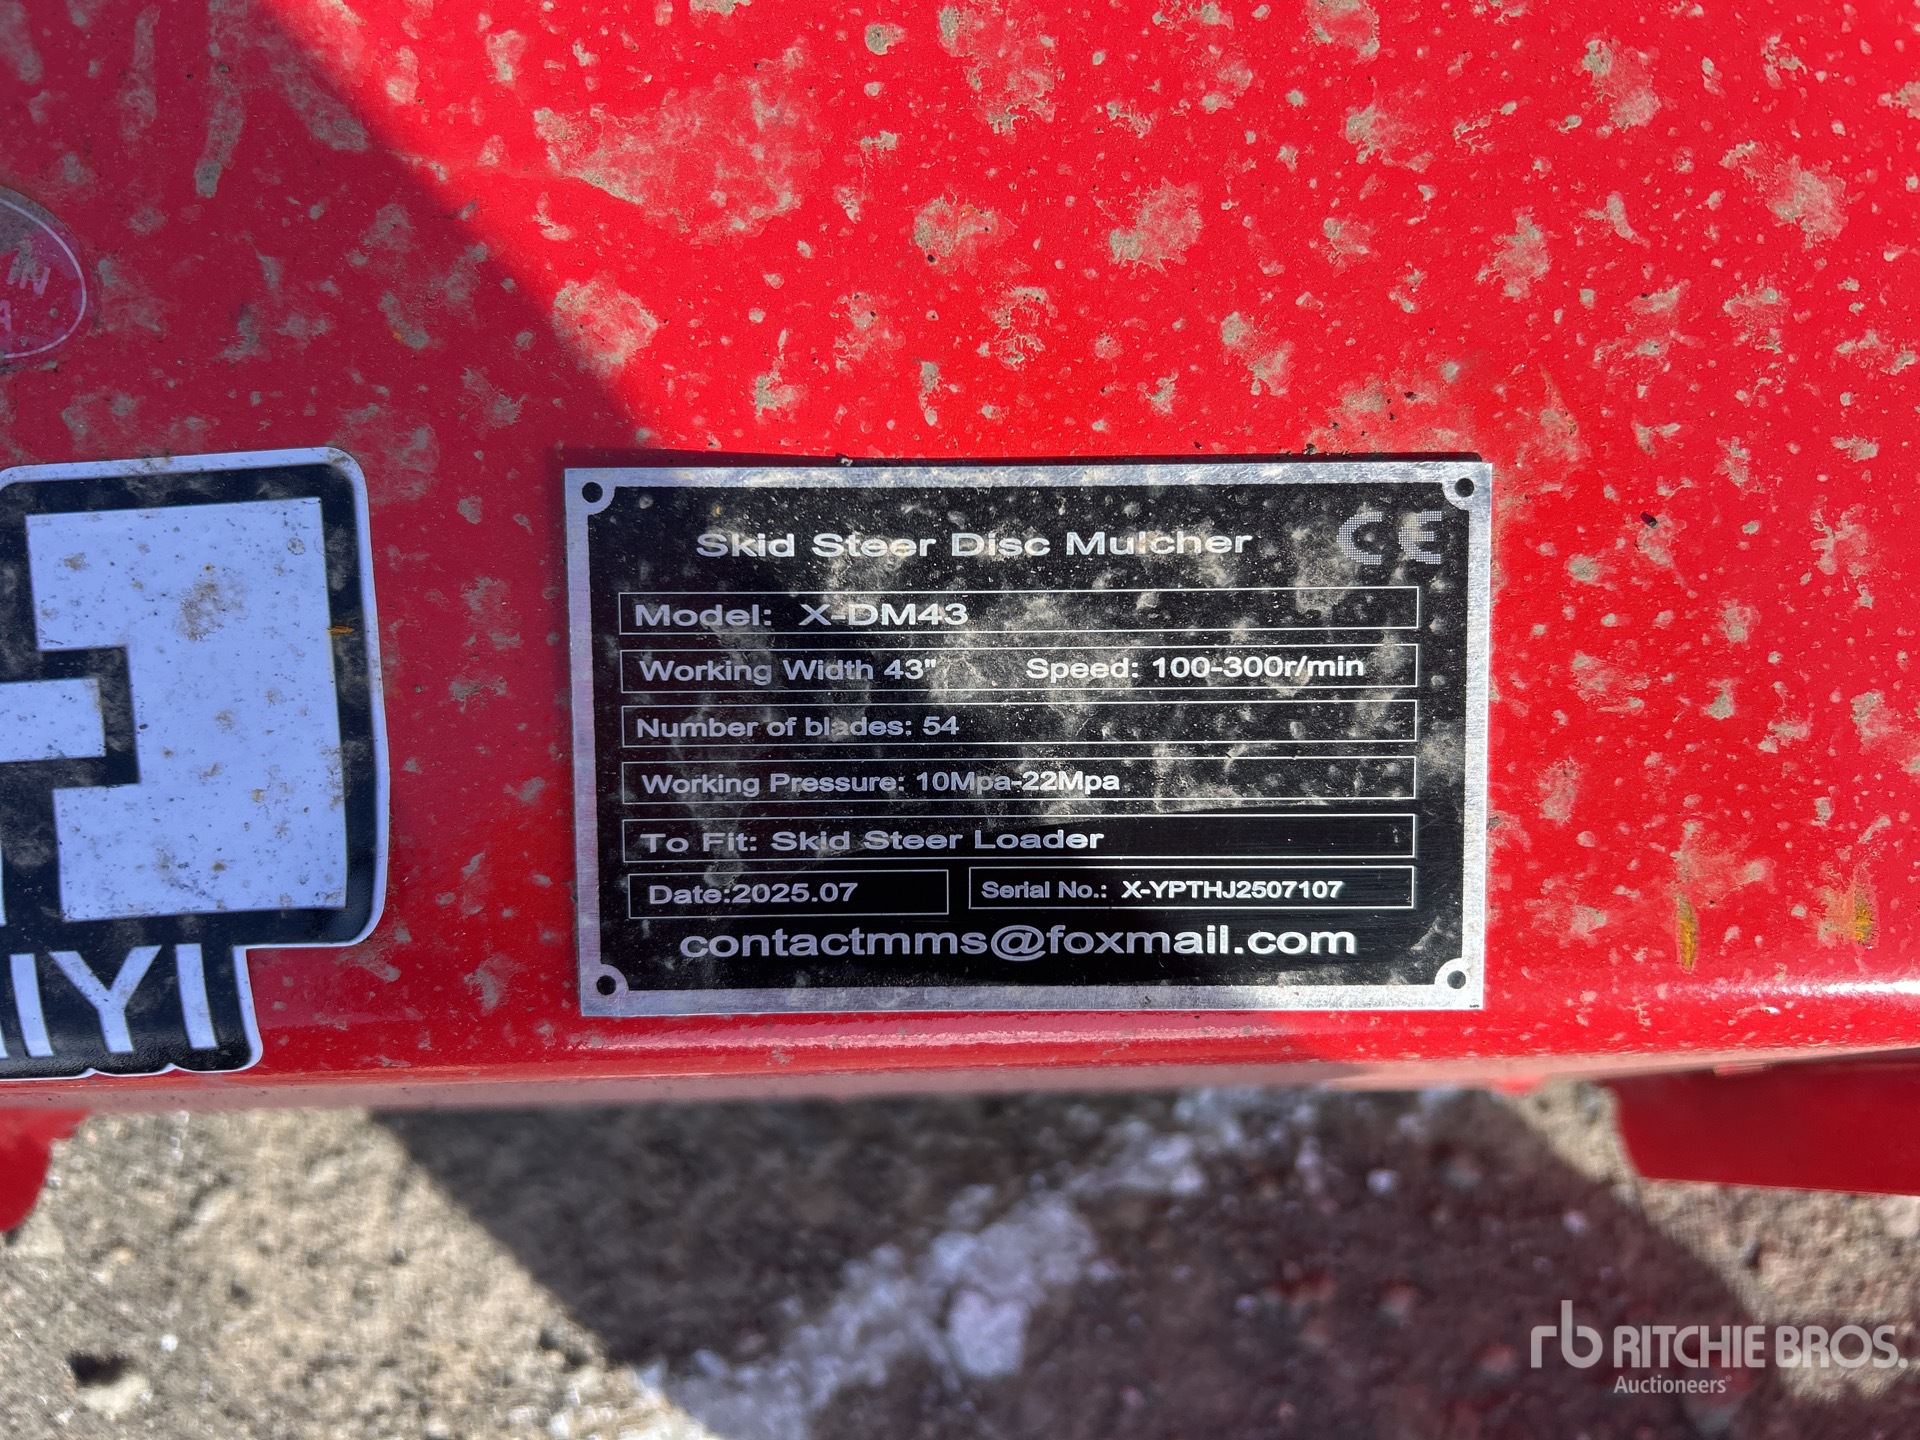 IN
A
IYI
Skid Steer Disc Mulcher CE
Model: X-DM43
Working Width 43" Speed: 100-300r/min
Number of blades: 54
Working Pressure: 10Mpa-22Mpa
To Fit: Skid Steer Loader
Date:2025.07 Serial No.: X-YPTHJ2507107
contactmms@foxmail.com
rb RITCHIE BROS.
Auctioneers